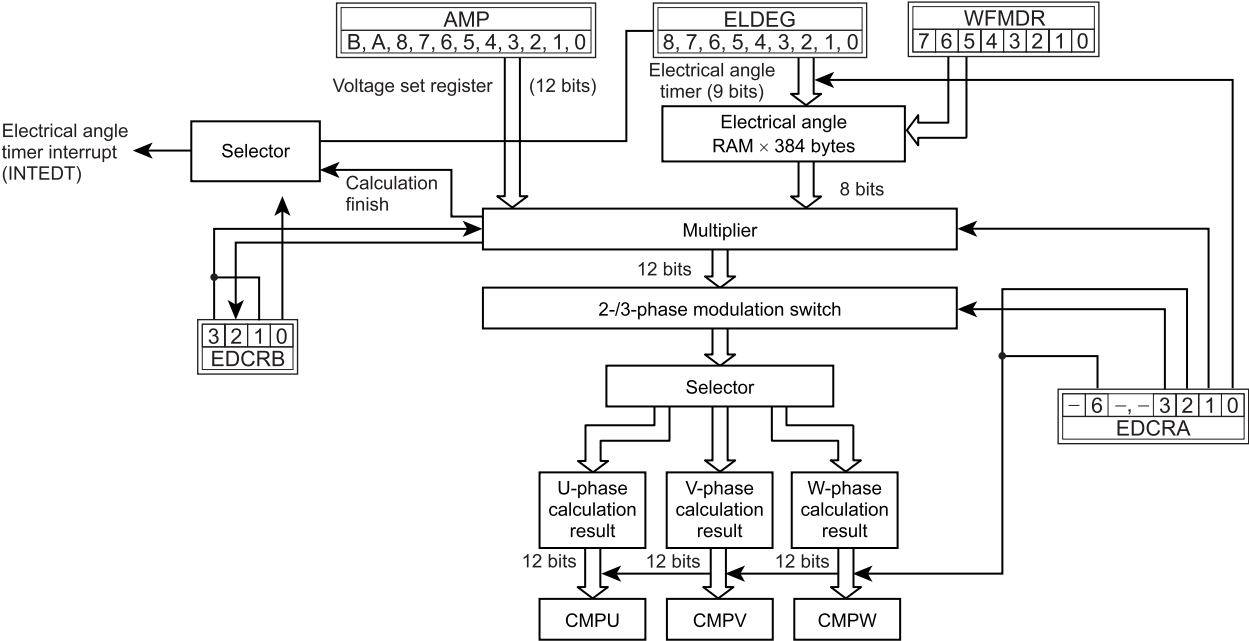 AMP
B, A, 8, 7, 6, 5, 4, 3, 2, 1, 0
ELDEG
8, 7, 6, 5, 4, 3, 2, 1, 0
WFMDR
7 6 5 4 3 2 1 0
Voltage set register
(12 bits)
Electrical angle
timer (9 bits)
Electrical angle
timer interrupt
(INTEDT)
Selector
Electrical angle
RAM × 384 bytes
Calculation
finish
8 bits
Multiplier
12 bits
2-/3-phase modulation switch
3 2 1 0
EDCRB
Selector
– 6 –, – 3 2 1 0
EDCRA
U-phase
calculation
result
V-phase
calculation
result
W-phase
calculation
result
12 bits
12 bits
12 bits
CMPU
CMPV
CMPW